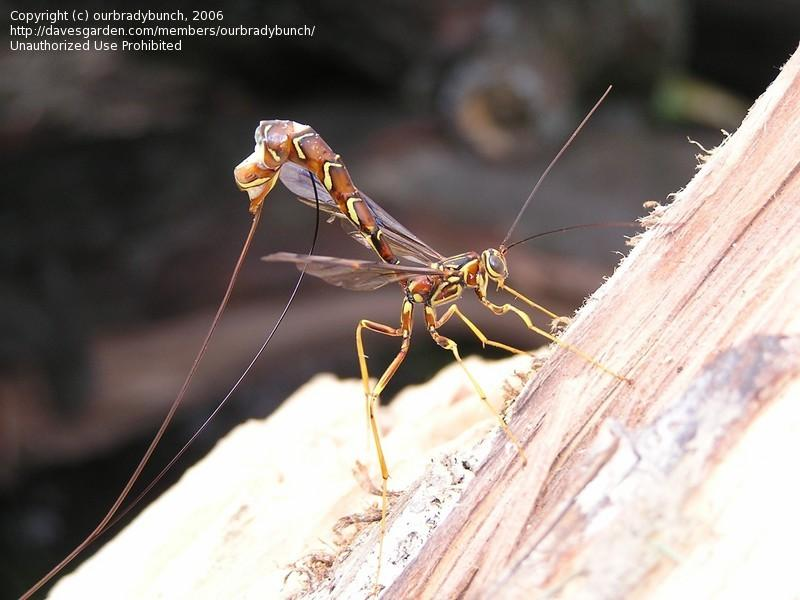 Copyright (c) ourbradybunch, 2006
http://davesgarden.com/members/ourbradybunch/
Unauthorized Use Prohibited